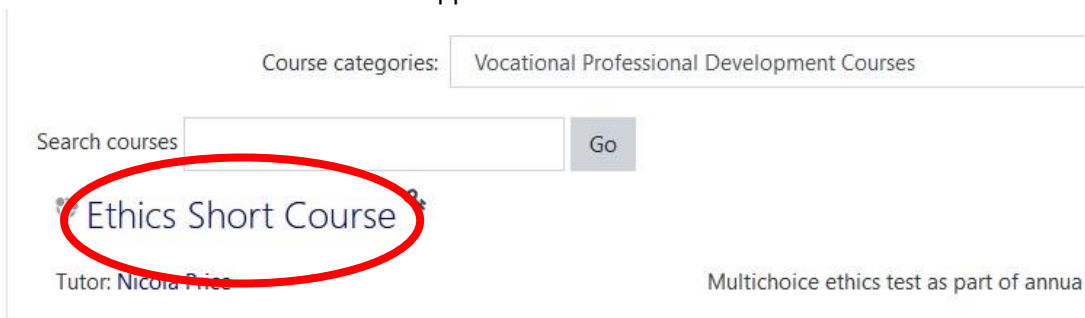 Course categories: Vocational Professional Development Courses
Search courses Go
Ethics Short Course
Tutor: Nicola Multichoice ethics test as part of annua